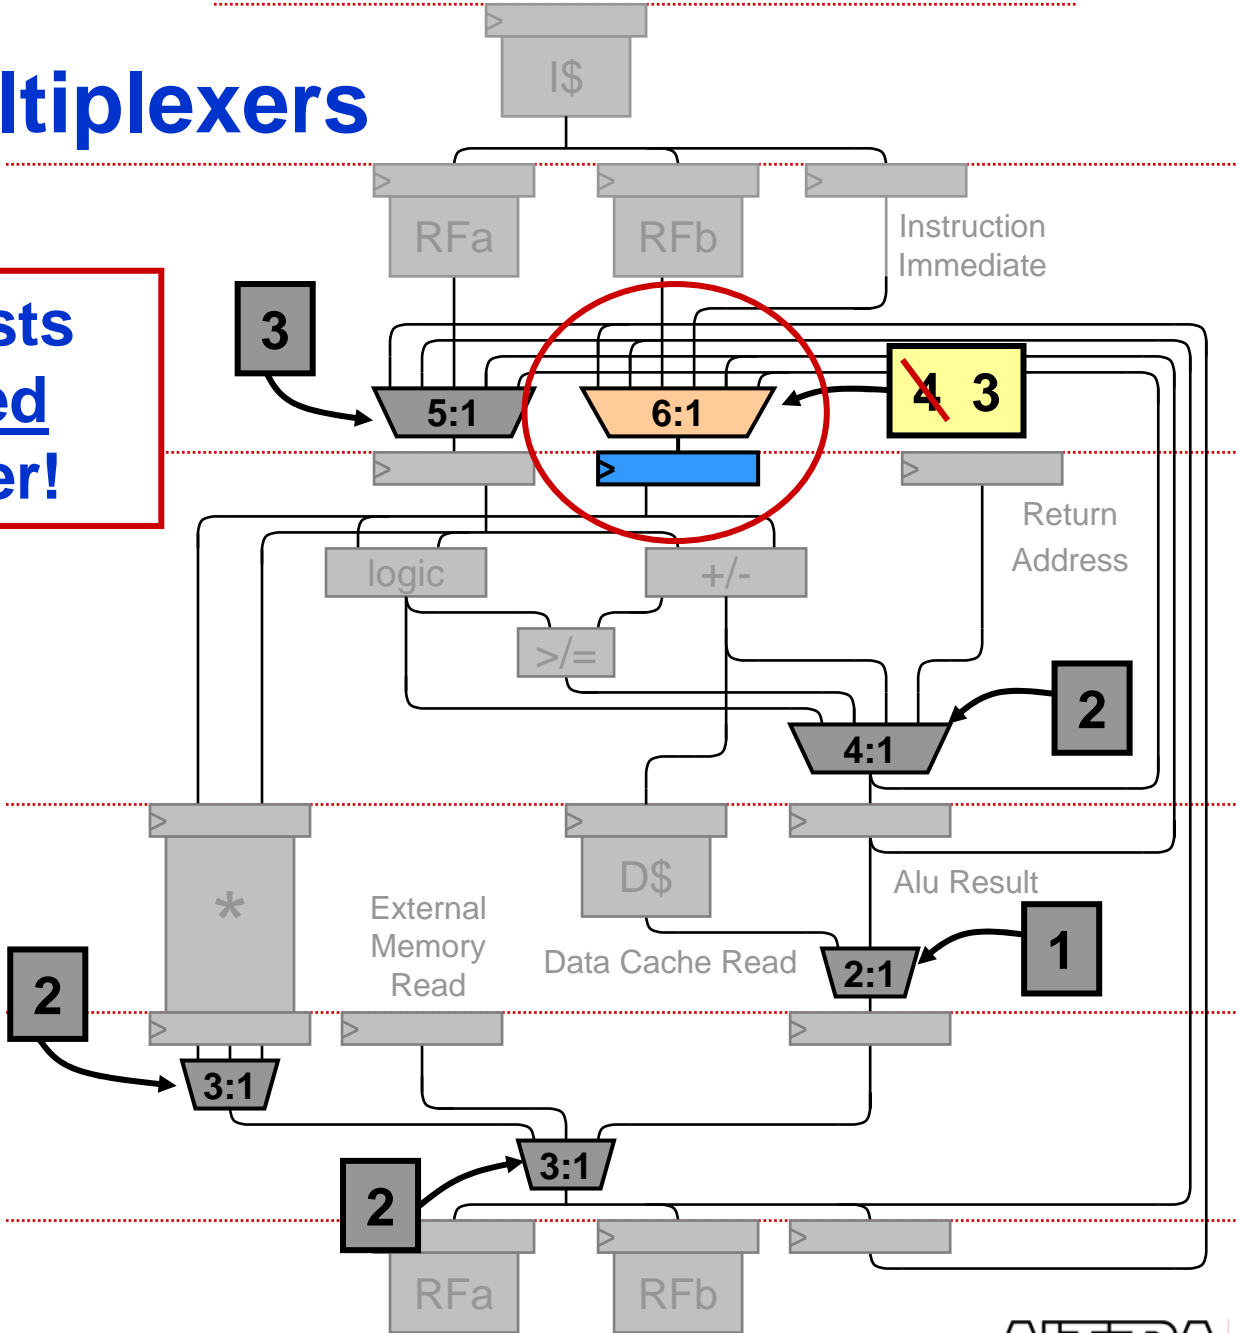 I$
ltiplexers
RFa
RFb
Instruction
Immediate
sts
ed
er!
3
4 3
5:1
6:1
Return
Address
logic
+/-
>/=
2
4:1
*
D$
Alu Result
External
Memory
Read
Data Cache Read
1
2:1
2
3:1
3:1
2
RFa
RFb